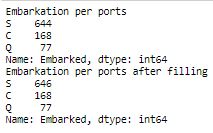 Embarkation per ports
S    644
C    168
Q     77
Name: Embarked, dtype: int64
Embarkation per ports after filling
S    646
C    168
Q     77
Name: Embarked, dtype: int64